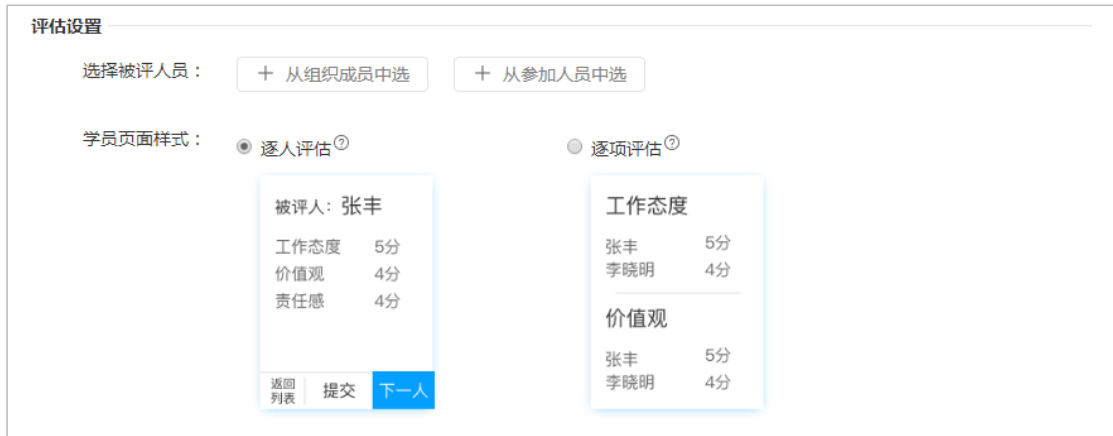 评估设置
选择被评人员： + 从组织成员中选 + 从参加人员中选
学员页面样式： 逐人评估? 逐项评估?
被评人：张丰
工作态度 5分
价值观 4分
责任感 4分
返回
列表 提交 下一人
工作态度
张丰 5分
李晓明 4分
价值观
张丰 5分
李晓明 4分